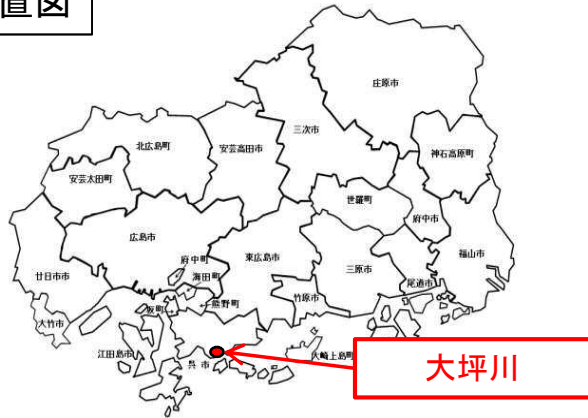 置図
庄原市
三次市
北広島町
安芸高田市
神石高原町
安芸太田町
世羅町
府中市
広島市
府中町
東広島市
三原市
福山市
海田町
尾道市
廿日市市
竹原市
熊野町
坂町
大竹市
江田島市
呉市
大崎上島町
大坪川